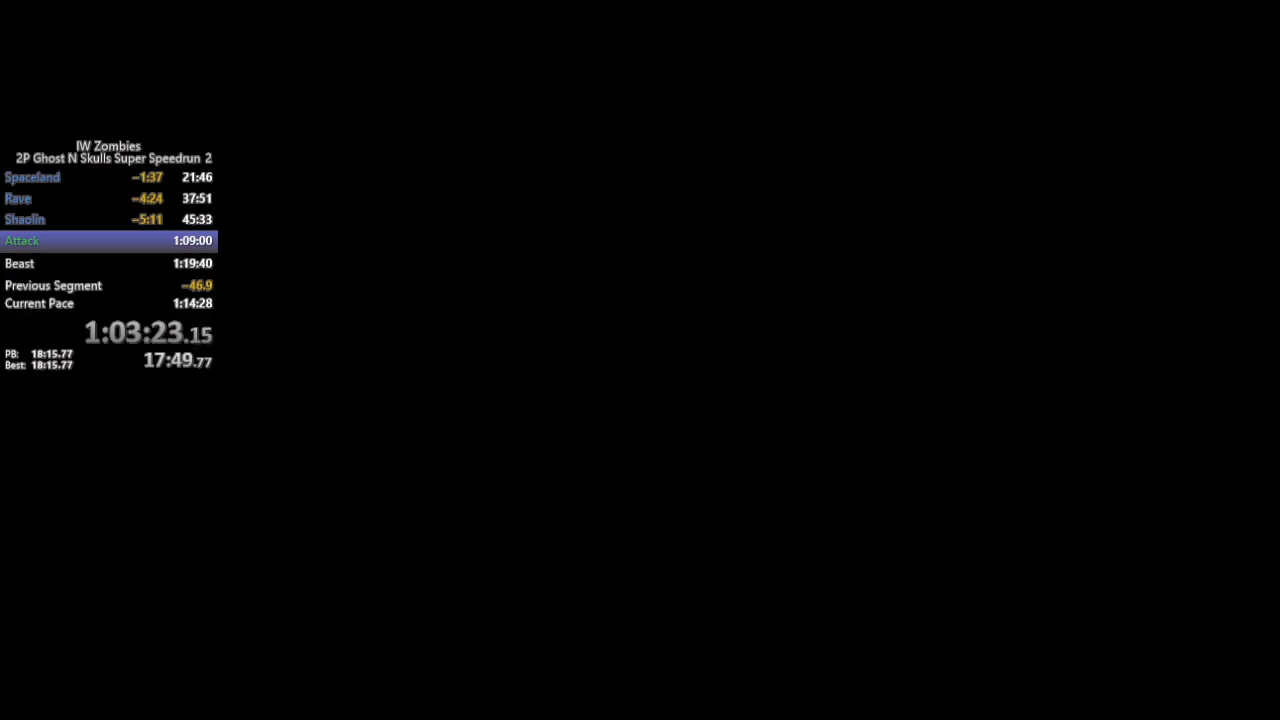 IW Zombies
2P Ghost N Skulls Super Speedrun 2
Spaceland −1:37 21:46
Rave −4:24 37:51
Shaolin −5:11 45:33
Attack 1:09:00
Beast 1:19:40
Previous Segment −46.9
Current Pace 1:14:28
1:03:23.15
PB: 18:15.77
Best: 18:15.77
17:49.77